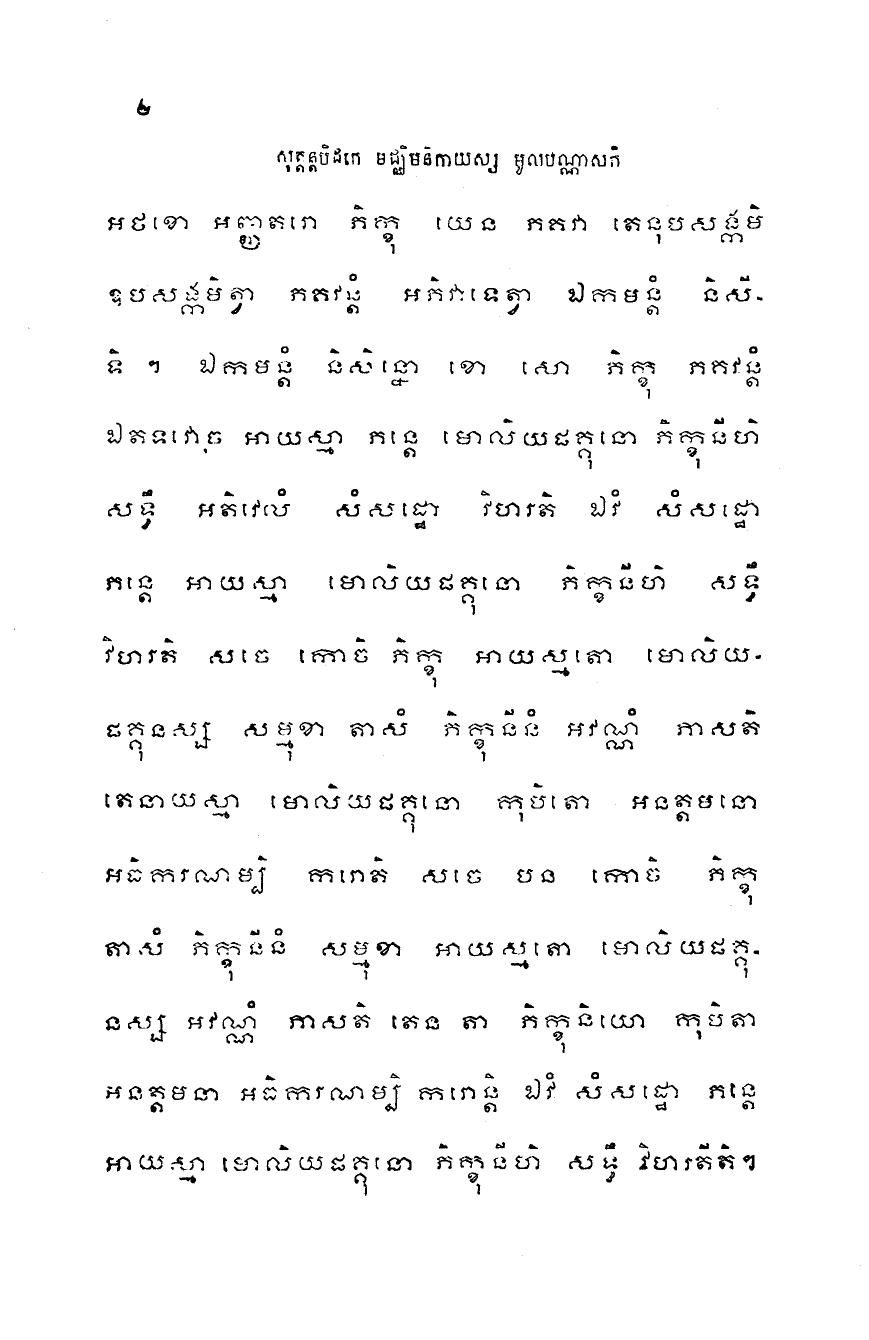 ២
សុត្តន្តបិដកេ មជ្ឈិមនិកាយស្ស មូលបណ្ណាសកំ
អថខោ អញ្ញតរោ ភិក្ខុ យេន ភគវា តេនុបសង្កមិ
ឧបសង្កមិត្វា ភគវន្តំ អភិវាទេត្វា ឯកមន្តំ និសី-
ទិ ។ ឯកមន្តំ និសិន្នោ ខោ សោ ភិក្ខុ ភគវន្តំ
ឯតទវោច អាយស្មា ភន្តេ មោលិយផគ្គុនោ ភិក្ខុនីហិ
សទ្ធឹ អតិវេលំ សំសដ្ឋោ វិហរតិ ឯវំ សំសដ្ឋោ
ភន្តេ អាយស្មា មោលិយផគ្គុនោ ភិក្ខុនីហិ សទ្ធឹ
វិហរតិ សចេ កោចិ ភិក្ខុ អាយស្មតោ មោលិយ-
ផគ្គុនស្ស សម្មុខា តាសំ ភិក្ខុនីនំ អវណ្ណំ ភាសតិ
តេនាយស្មា មោលិយផគ្គុនោ កុបិតោ អនត្តមនោ
អធិករណម្បិ ករោតិ សចេ បន កោចិ ភិក្ខុ
តាសំ ភិក្ខុនីនំ សម្មុខា អាយស្មតោ មោលិយផគ្គុ-
នស្ស អវណ្ណំ ភាសតិ តេន តា ភិក្ខុនិយោ កុបិតា
អនត្តមនា អធិករណម្បិ ករោន្តិ ឯវំ សំសដ្ឋោ ភន្តេ
អាយស្មា មោលិយផគ្គុនោ ភិក្ខុនីហិ សទ្ធឹ វិហរតីតិ។